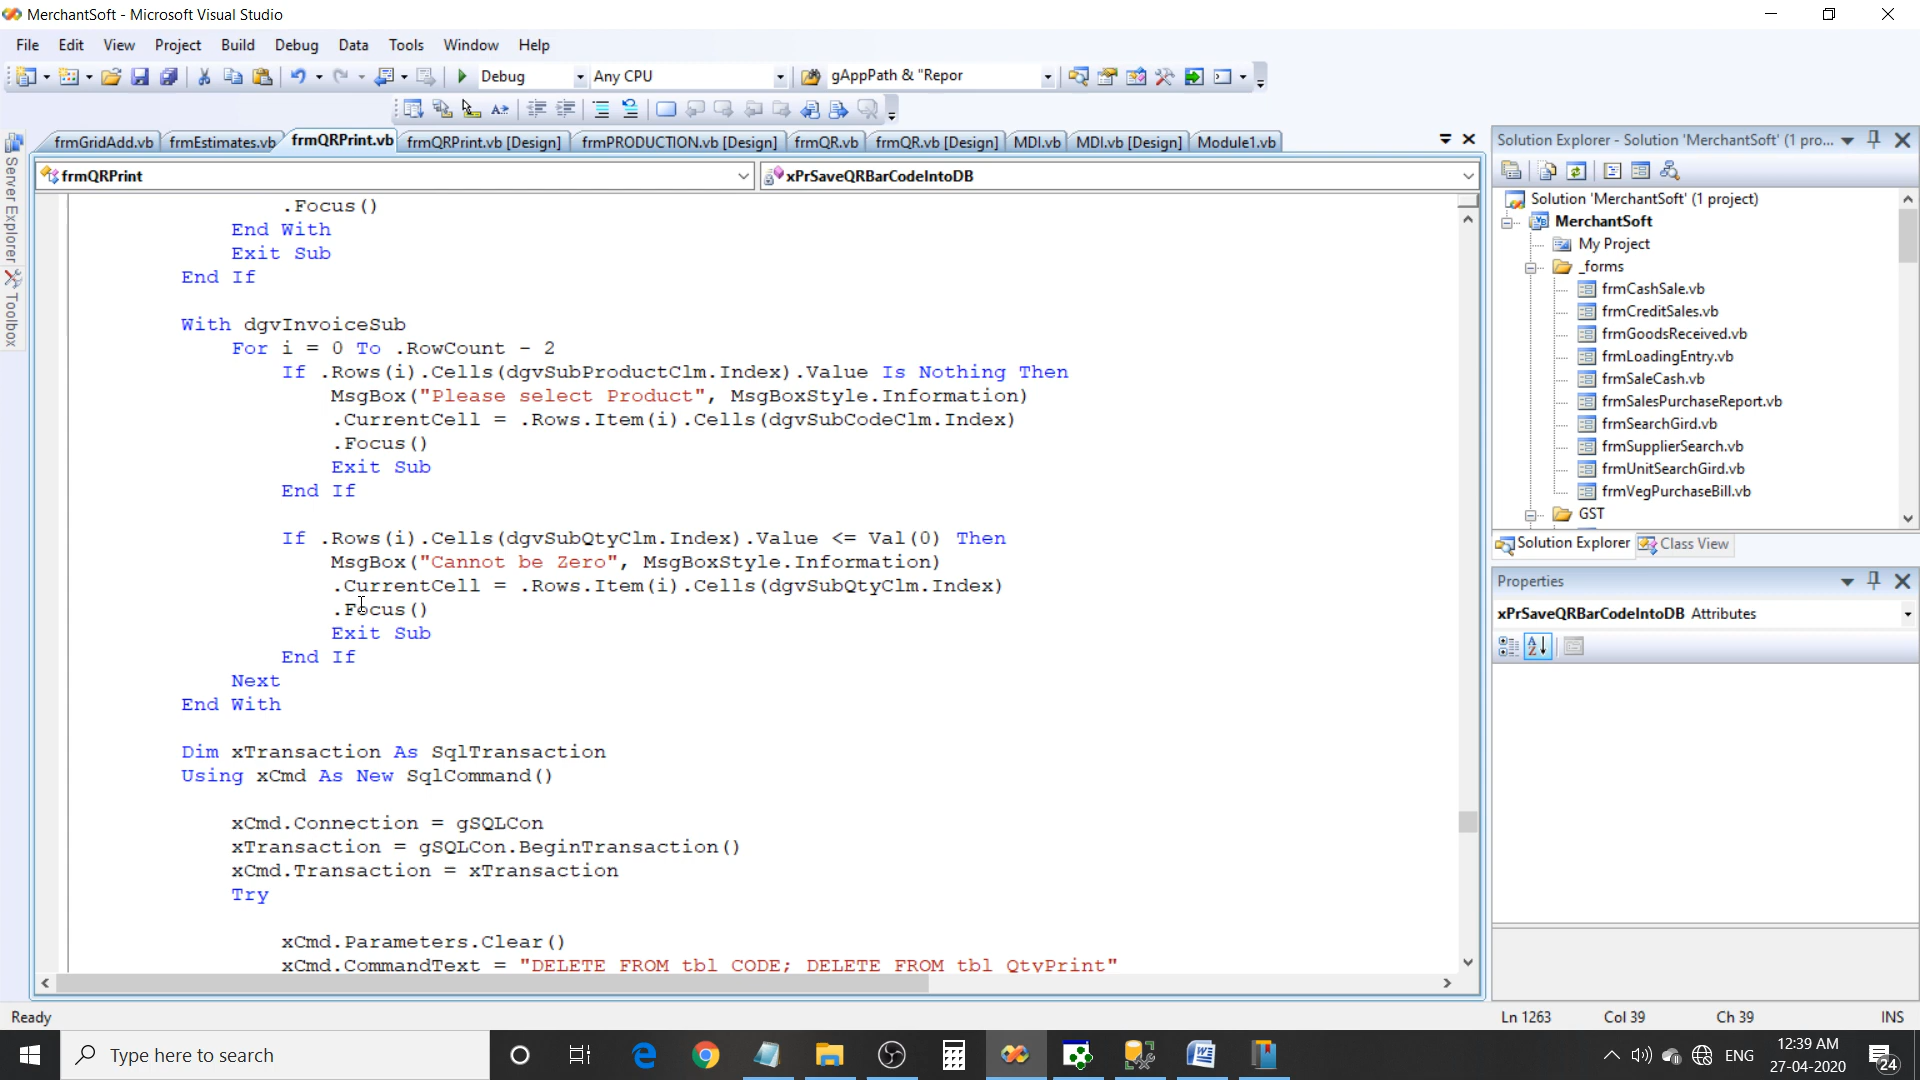 MerchantSoft - Microsoft Visual Studio
File Edit View Project Build Debug Data Tools Window Help
Debug Any CPU gAppPath & "Repor
frmGridAdd.vb frmEstimates.vb frmQRPrint.vb frmQRPrint.vb [Design] frmPRODUCTION.vb [Design] frmQR.vb frmQR.vb [Design] MDI.vb MDI.vb [Design] Module1.vb
frmQRPrint xPrSaveQRBarCodeIntoDB
Server Explorer
Toolbox
.Focus()
End With
Exit Sub
End If
With dgvInvoiceSub
For i = 0 To .RowCount - 2
If .Rows(i).Cells(dgvSubProductClm.Index).Value Is Nothing Then
MsgBox("Please select Product", MsgBoxStyle.Information)
.CurrentCell = .Rows.Item(i).Cells(dgvSubCodeClm.Index)
.Focus()
Exit Sub
End If
If .Rows(i).Cells(dgvSubQtyClm.Index).Value <= Val(0) Then
MsgBox("Cannot be Zero", MsgBoxStyle.Information)
.CurrentCell = .Rows.Item(i).Cells(dgvSubQtyClm.Index)
.Focus()
Exit Sub
End If
Next
End With
Dim xTransaction As SqlTransaction
Using xCmd As New SqlCommand()
xCmd.Connection = gSQLCon
xTransaction = gSQLCon.BeginTransaction()
xCmd.Transaction = xTransaction
Try
xCmd.Parameters.Clear()
xCmd.CommandText = "DELETE FROM tbl_CODE; DELETE FROM tbl_QtyPrint"
Solution Explorer - Solution 'MerchantSoft' (1 pro...
Solution 'MerchantSoft' (1 project)
MerchantSoft
My Project
_forms
frmCashSale.vb
frmCreditSales.vb
frmGoodsReceived.vb
frmLoadingEntry.vb
frmSaleCash.vb
frmSalesPurchaseReport.vb
frmSearchGird.vb
frmSupplierSearch.vb
frmUnitSearchGird.vb
frmVegPurchaseBill.vb
GST
Solution Explorer Class View
Properties
xPrSaveQRBarCodeIntoDB Attributes
Ready Ln 1263 Col 39 Ch 39 INS
Type here to search
ENG
12:39 AM
27-04-2020
24